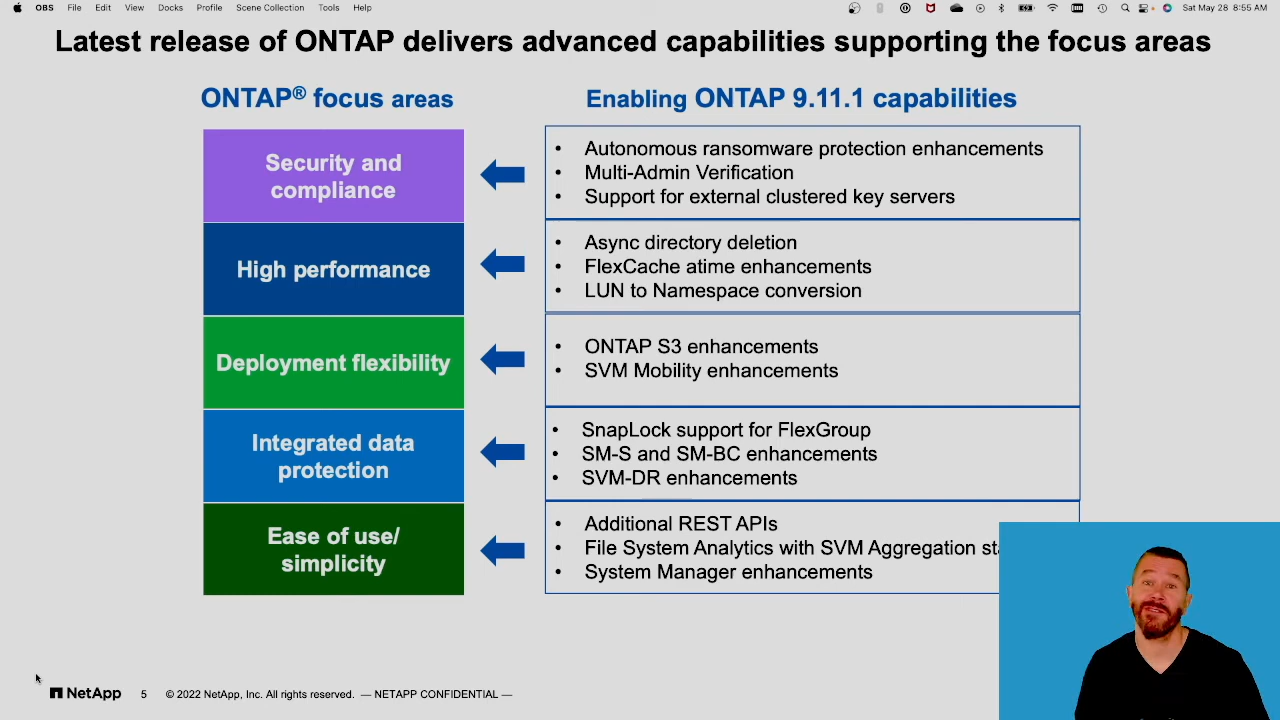 OBS File Edit View Docks Profile Scene Collection Tools Help Sat May 28 8:55 AM
Latest release of ONTAP delivers advanced capabilities supporting the focus areas
ONTAP® focus areas
Enabling ONTAP 9.11.1 capabilities
Security and
compliance
• Autonomous ransomware protection enhancements
• Multi-Admin Verification
• Support for external clustered key servers
High performance
• Async directory deletion
• FlexCache atime enhancements
• LUN to Namespace conversion
Deployment flexibility
• ONTAP S3 enhancements
• SVM Mobility enhancements
Integrated data
protection
• SnapLock support for FlexGroup
• SM-S and SM-BC enhancements
• SVM-DR enhancements
Ease of use/
simplicity
• Additional REST APIs
• File System Analytics with SVM Aggregation
• System Manager enhancements
NetApp 5 © 2022 NetApp, Inc. All rights reserved. — NETAPP CONFIDENTIAL —